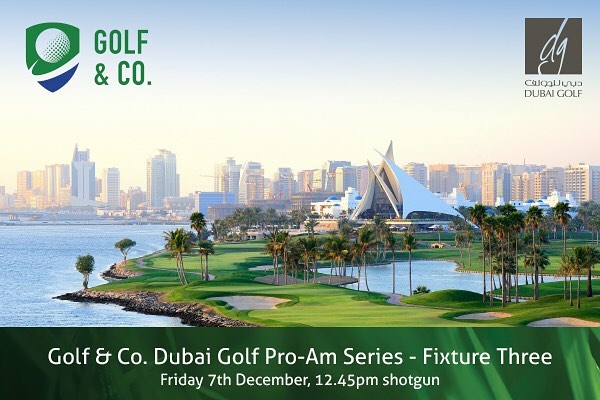 GOLF
& CO.
dg
دبي للجولف
DUBAI GOLF
Golf & Co. Dubai Golf Pro-Am Series - Fixture Three
Friday 7th December, 12.45pm shotgun